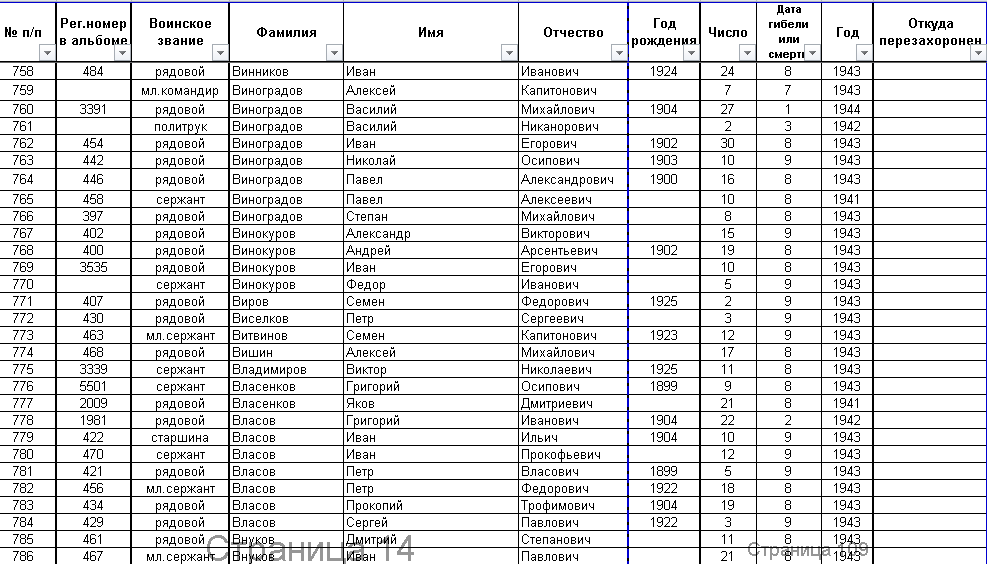 № п/п Рег.номер в альбоме Воинское звание Фамилия Имя Отчество Год рождения Число Дата гибели или смерти Год Откуда перезахоронен
758 484 рядовой Винников Иван Иванович 1924 24 8 1943
759 мл.командир Виноградов Алексей Капитонович 7 7 1943
760 3391 рядовой Виноградов Василий Михайлович 1904 27 1 1944
761 политрук Виноградов Василий Никанорович 2 3 1942
762 454 рядовой Виноградов Иван Егорович 1902 30 8 1943
763 442 рядовой Виноградов Николай Осипович 1903 10 9 1943
764 446 рядовой Виноградов Павел Александрович 1900 16 8 1943
765 458 сержант Виноградов Павел Алексеевич 10 8 1941
766 397 рядовой Виноградов Степан Михайлович 8 8 1943
767 402 рядовой Винокуров Александр Викторович 15 9 1943
768 400 рядовой Винокуров Андрей Арсентьевич 1902 19 8 1943
769 3535 рядовой Винокуров Иван Егорович 10 8 1943
770 сержант Винокуров Федор Иванович 5 9 1943
771 407 рядовой Виров Семен Федорович 1925 2 9 1943
772 430 рядовой Виселков Петр Сергеевич 3 9 1943
773 463 мл.сержант Витвинов Семен Капитонович 1923 12 9 1943
774 468 рядовой Вишин Алексей Михайлович 17 8 1943
775 3339 сержант Владимиров Виктор Николаевич 1925 11 8 1943
776 5501 сержант Власенков Григорий Осипович 1899 9 8 1943
777 2009 рядовой Власенков Яков Дмитриевич 21 8 1941
778 1981 рядовой Власов Григорий Иванович 1904 22 2 1942
779 422 старшина Власов Иван Ильич 1904 10 9 1943
780 470 сержант Власов Иван Прокофьевич 12 9 1943
781 421 рядовой Власов Петр Власович 1899 5 9 1943
782 456 мл.сержант Власов Петр Федорович 1922 18 8 1943
783 434 рядовой Власов Прокопий Трофимович 1904 19 8 1943
784 429 рядовой Власов Сергей Павлович 1922 3 9 1943
785 461 рядовой Внуков Дмитрий Степанович 11 8 1943
Страница 14 Страница 109
786 467 мл.сержант Внуков Иван Павлович 21 8 1943